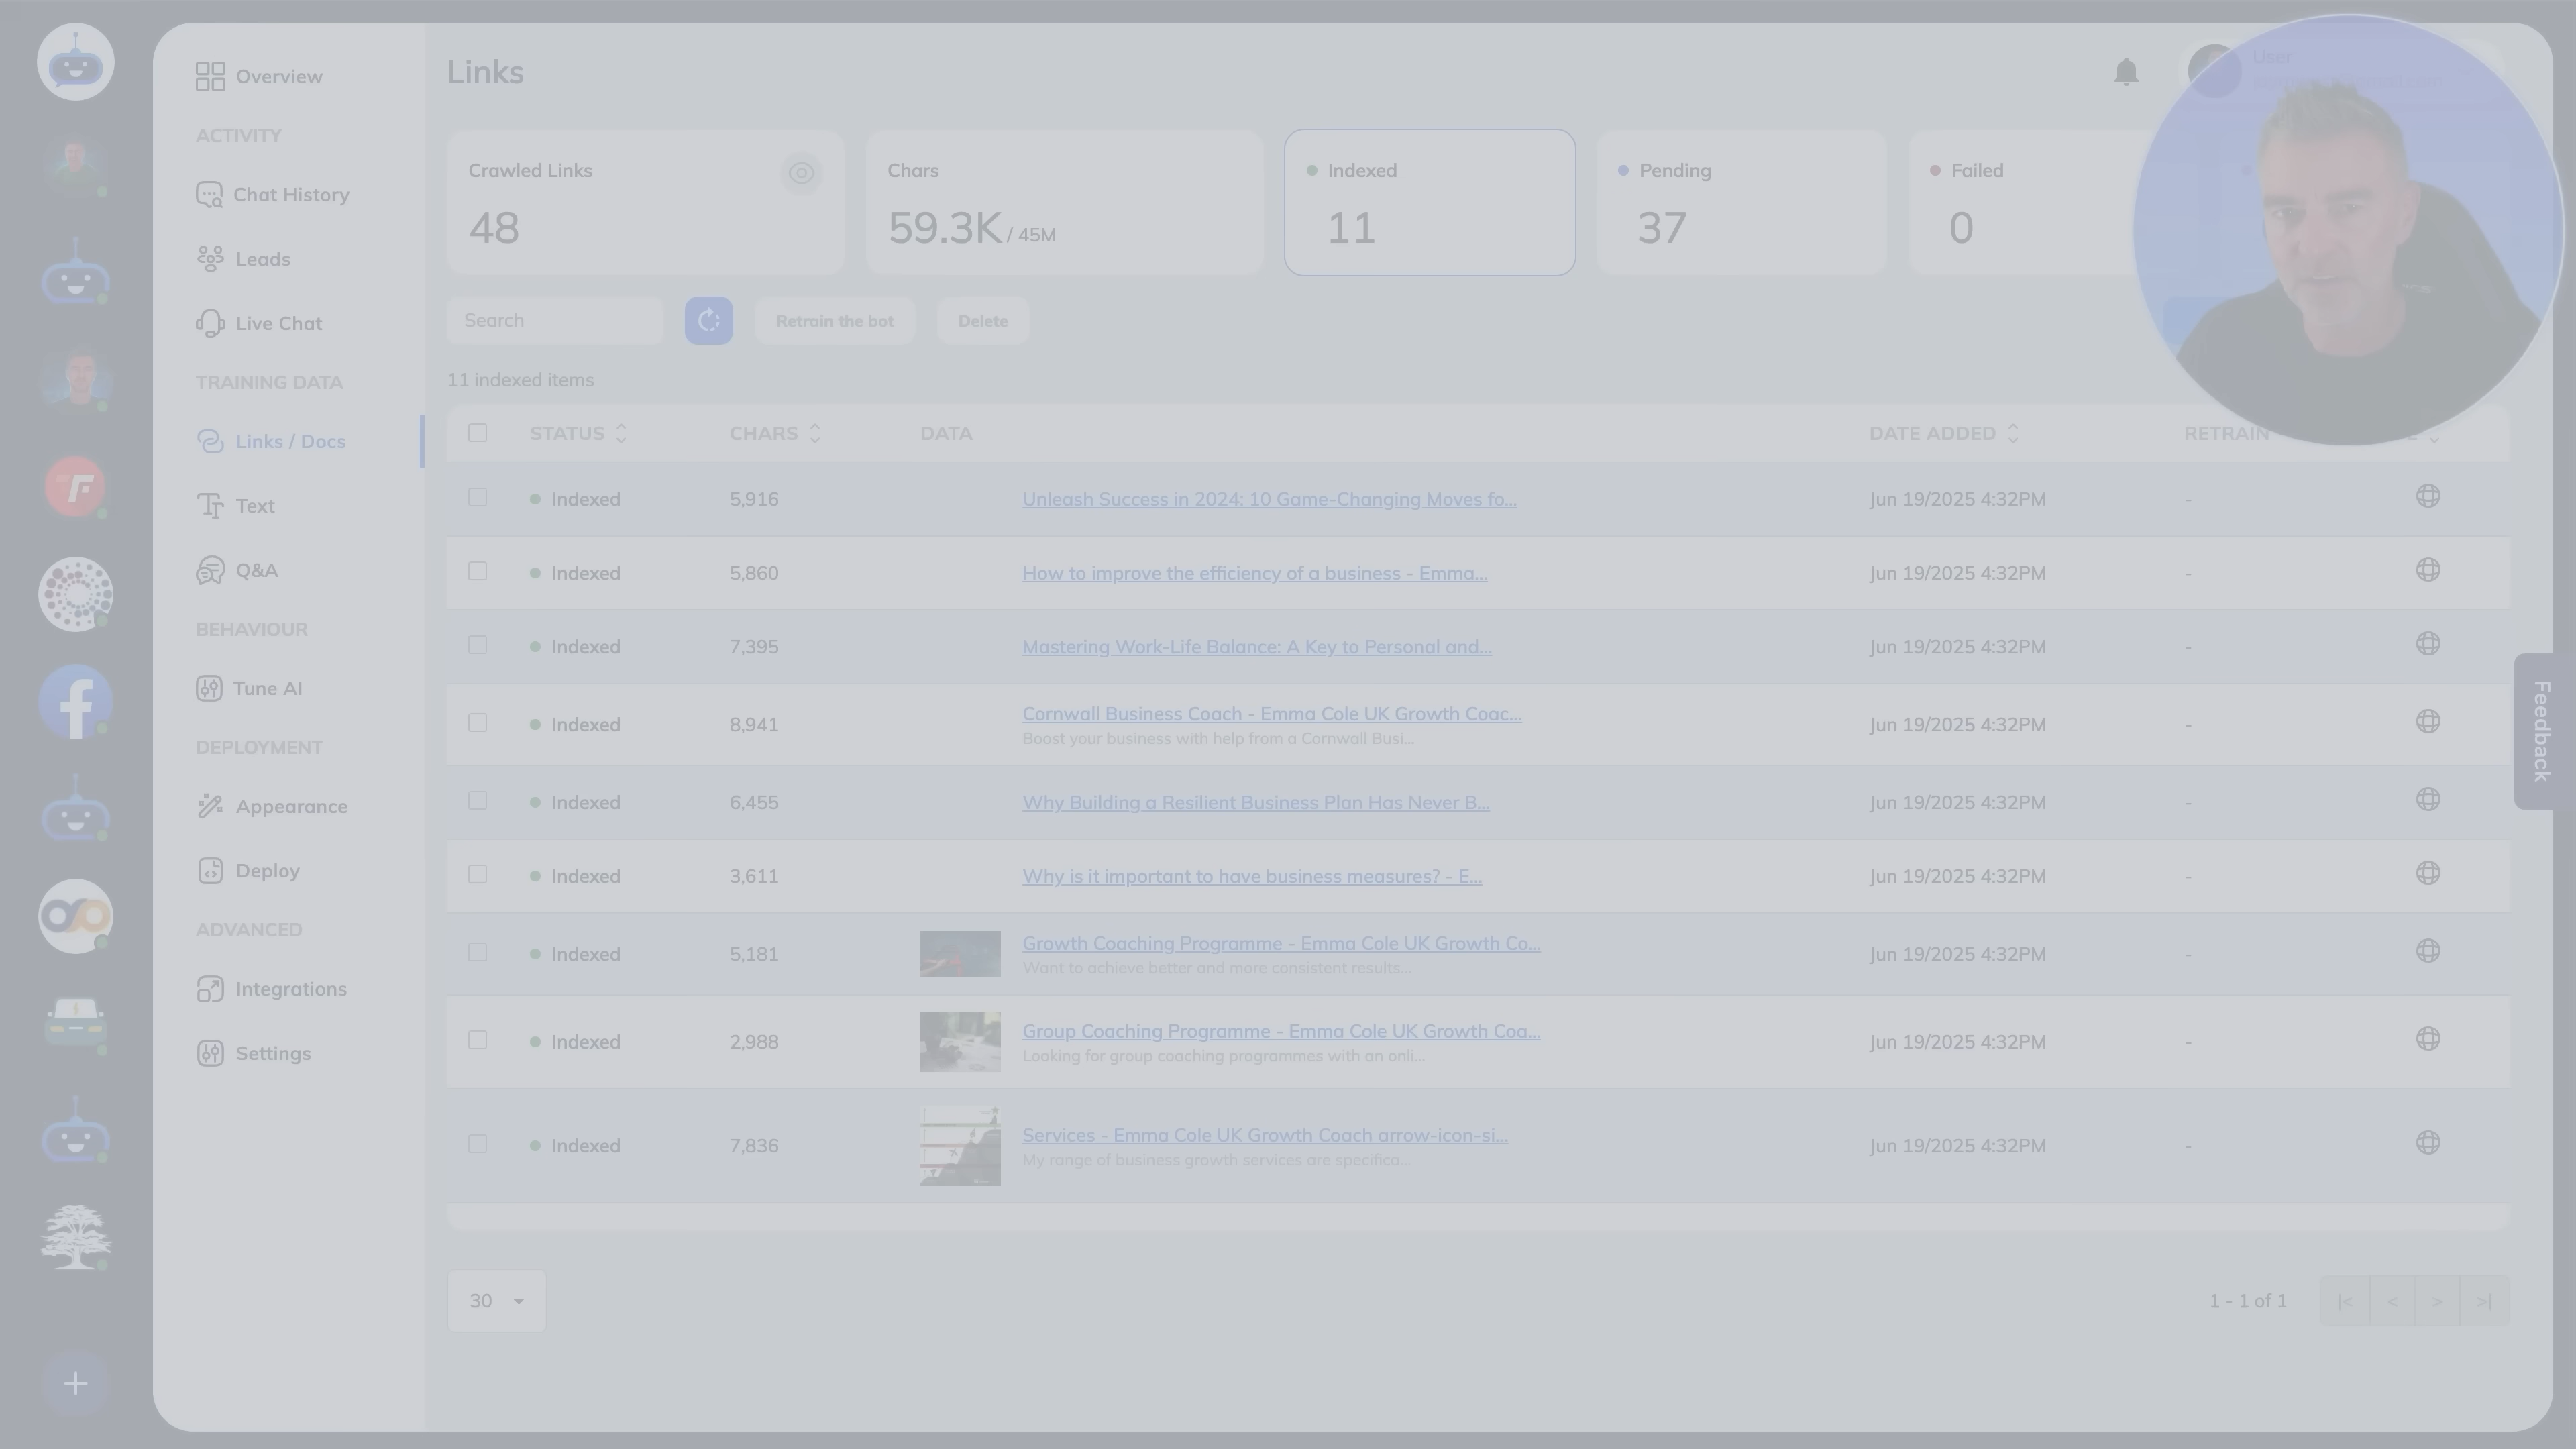 Overview
ACTIVITY
Chat History
Leads
Live Chat
TRAINING DATA
Links / Docs
Text
Q&A
BEHAVIOUR
Tune AI
DEPLOYMENT
Appearance
Deploy
ADVANCED
Integrations
Settings
Links
User
Crawled Links
48
Chars
59.3K / 45M
Indexed
11
Pending
37
Failed
0
Search
Retrain the bot
Delete
11 indexed items
STATUS CHARS DATA DATE ADDED RETRAIN
Indexed 5,916 Unleash Success in 2024: 10 Game-Changing Moves fo... Jun 19/2025 4:32PM -
Indexed 5,860 How to improve the efficiency of a business - Emma... Jun 19/2025 4:32PM -
Indexed 7,395 Mastering Work-Life Balance: A Key to Personal and... Jun 19/2025 4:32PM -
Indexed 8,941 Cornwall Business Coach - Emma Cole UK Growth Coac... Jun 19/2025 4:32PM -
Boost your business with help from a Cornwall Busi...
Indexed 6,455 Why Building a Resilient Business Plan Has Never B... Jun 19/2025 4:32PM -
Indexed 3,611 Why is it important to have business measures? - E... Jun 19/2025 4:32PM -
Indexed 5,181 Growth Coaching Programme - Emma Cole UK Growth Co... Jun 19/2025 4:32PM -
Want to achieve better and more consistent results...
Indexed 2,988 Group Coaching Programme - Emma Cole UK Growth Coa... Jun 19/2025 4:32PM -
Looking for group coaching programmes with an onli...
Indexed 7,836 Services - Emma Cole UK Growth Coach arrow-icon-si... Jun 19/2025 4:32PM -
My range of business growth services are specifica...
30
1 - 1 of 1 |< < > >|
Feedback